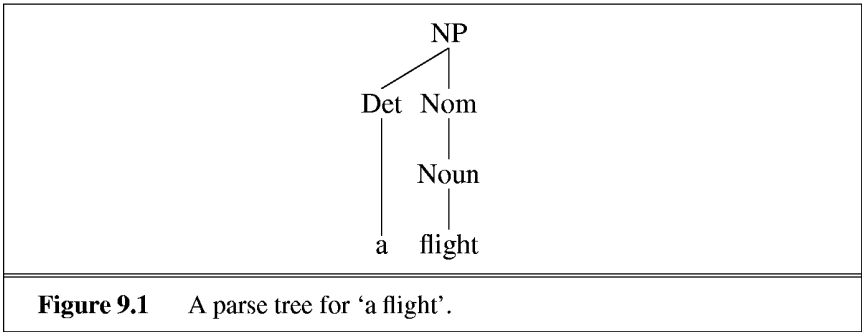 NP
Det Nom
Noun
a flight
Figure 9.1 A parse tree for ‘a flight’.